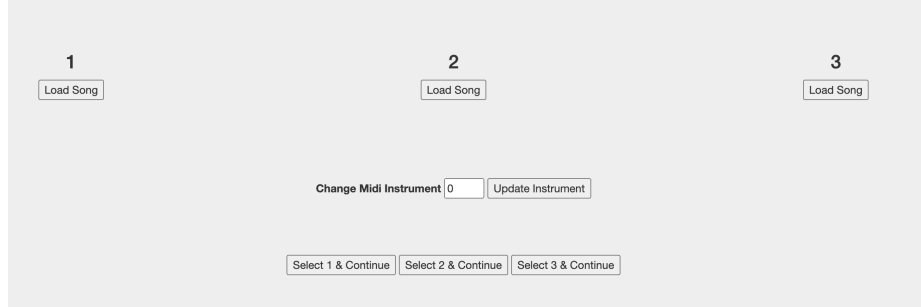 1 2 3
Load Song Load Song Load Song
Change Midi Instrument 0 Update Instrument
Select 1 & Continue Select 2 & Continue Select 3 & Continue